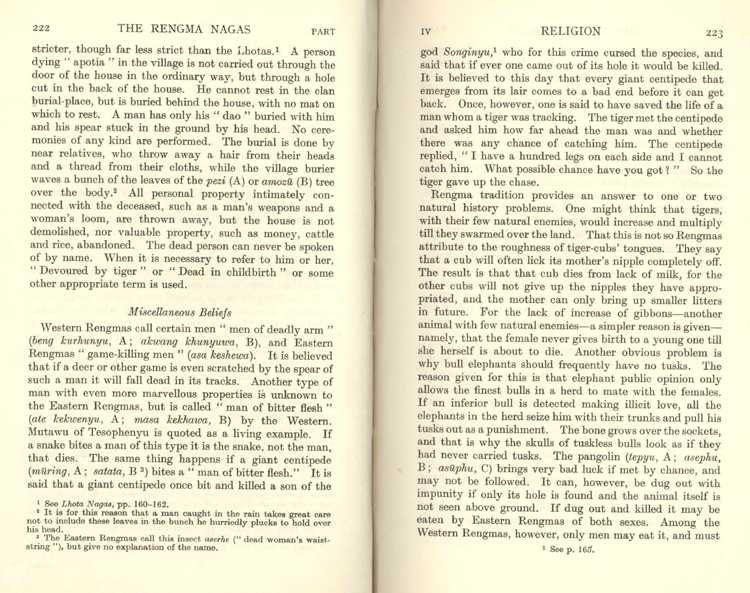 222 THE RENGMA NAGAS PART
stricter, though far less strict than the Lhotas.¹ A person
dying " apotia " in the village is not carried out through the
door of the house in the ordinary way, but through a hole
cut in the back of the house. He cannot rest in the clan
burial-place, but is buried behind the house, with no mat on
which to rest. A man has only his " dao " buried with him
and his spear stuck in the ground by his head. No cere-
monies of any kind are performed. The burial is done by
near relatives, who throw away a hair from their heads
and a thread from their cloths, while the village burier
waves a bunch of the leaves of the pezi (A) or amozü (B) tree
over the body.² All personal property intimately con-
nected with the deceased, such as a man's weapons and a
woman's loom, are thrown away, but the house is not
demolished, nor valuable property, such as money, cattle
and rice, abandoned. The dead person can never be spoken
of by name. When it is necessary to refer to him or her,
" Devoured by tiger " or " Dead in childbirth " or some
other appropriate term is used.
Miscellaneous Beliefs
Western Rengmas call certain men " men of deadly arm "
(beng kurhunyu, A ; akwang khunyuwa, B), and Eastern
Rengmas " game-killing men " (asa keshewa). It is believed
that if a deer or other game is even scratched by the spear of
such a man it will fall dead in its tracks. Another type of
man with even more marvellous properties is unknown to
the Eastern Rengmas, but is called " man of bitter flesh "
(ate kekwenyu, A ; masa kekhawa, B) by the Western.
Mutawu of Tesophenyu is quoted as a living example. If
a snake bites a man of this type it is the snake, not the man,
that dies. The same thing happens if a giant centipede
(müring, A ; satata, B ³) bites a " man of bitter flesh." It is
said that a giant centipede once bit and killed a son of the
¹ See Lhota Nagas, pp. 160–162.
² It is for this reason that a man caught in the rain takes great care
not to include these leaves in the bunch he hurriedly plucks to hold over
his head.
³ The Eastern Rengmas call this insect aserhe (" dead woman's waist-
string "), but give no explanation of the name.
IV RELIGION 223
god Songinyu,¹ who for this crime cursed the species, and
said that if ever one came out of its hole it would be killed.
It is believed to this day that every giant centipede that
emerges from its lair comes to a bad end before it can get
back. Once, however, one is said to have saved the life of a
man whom a tiger was tracking. The tiger met the centipede
and asked him how far ahead the man was and whether
there was any chance of catching him. The centipede
replied, " I have a hundred legs on each side and I cannot
catch him. What possible chance have you got ? " So the
tiger gave up the chase.
Rengma tradition provides an answer to one or two
natural history problems. One might think that tigers,
with their few natural enemies, would increase and multiply
till they swarmed over the land. That this is not so Rengmas
attribute to the roughness of tiger-cubs' tongues. They say
that a cub will often lick its mother's nipple completely off.
The result is that that cub dies from lack of milk, for the
other cubs will not give up the nipples they have appro-
priated, and the mother can only bring up smaller litters
in future. For the lack of increase of gibbons—another
animal with few natural enemies—a simpler reason is given—
namely, that the female never gives birth to a young one till
she herself is about to die. Another obvious problem is
why bull elephants should frequently have no tusks. The
reason given for this is that elephant public opinion only
allows the finest bulls in a herd to mate with the females.
If an inferior bull is detected making illicit love, all the
elephants in the herd seize him with their trunks and pull his
tusks out as a punishment. The bone grows over the sockets,
and that is why the skulls of tuskless bulls look as if they
had never carried tusks. The pangolin (tepyu, A ; asephu,
B ; asüphu, C) brings very bad luck if met by chance, and
may not be followed. It can, however, be dug out with
impunity if only its hole is found and the animal itself is
not seen above ground. If dug out and killed it may be
eaten by Eastern Rengmas of both sexes. Among the
Western Rengmas, however, only men may eat it, and must
¹ See p. 165.